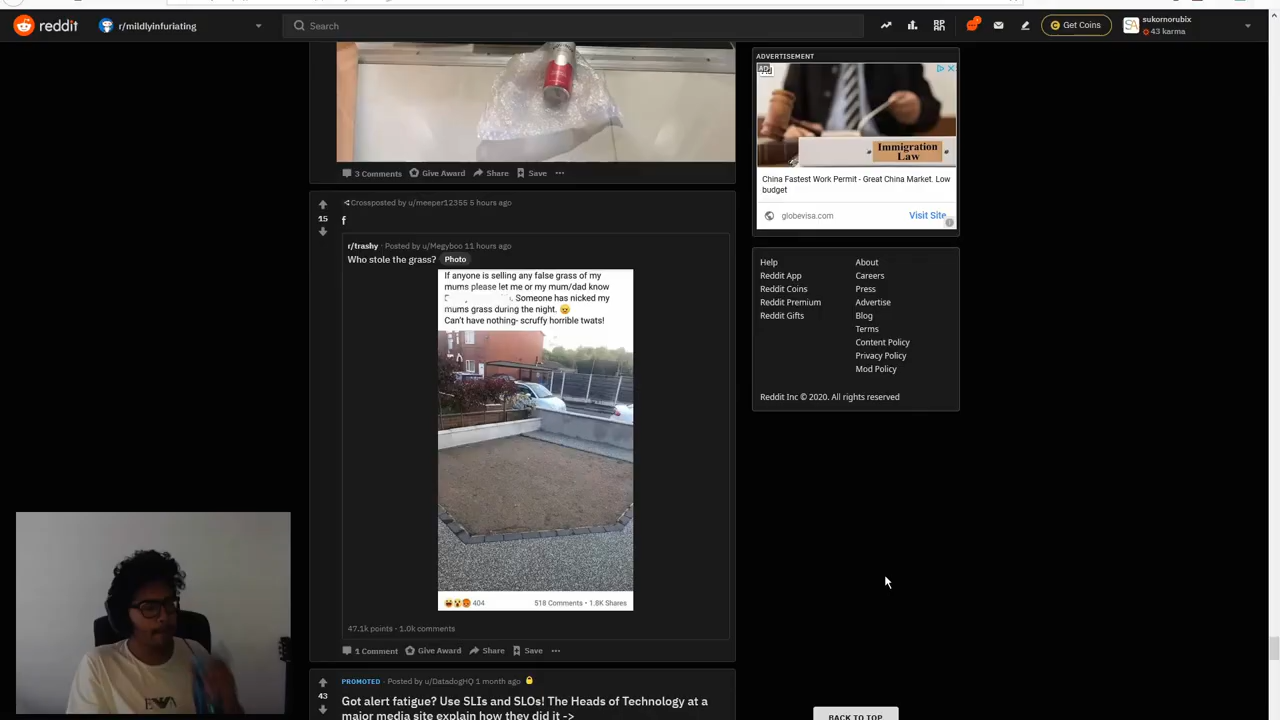 reddit
r/mildlyinfuriating
Search
Get Coins
sukornorubix
43 karma
3 Comments
Give Award
Share
Save
Crossposted by u/meeper12355 5 hours ago
15
f
r/trashy · Posted by u/Megyboo 11 hours ago
Who stole the grass? Photo
If anyone is selling any false grass of my
mums please let me or my mum/dad know
Someone has nicked my
mums grass during the night.
Can't have nothing- scruffy horrible twats!
404
518 Comments • 1.8K Shares
47.1k points · 1.0k comments
1 Comment
Give Award
Share
Save
PROMOTED · Posted by u/DatadogHQ 1 month ago
43
Got alert fatigue? Use SLIs and SLOs! The Heads of Technology at a
major media site explain how they did it ->
ADVERTISEMENT
AD
Immigration
Law
China Fastest Work Permit - Great China Market. Low
budget
globevisa.com
Visit Site
Help
About
Reddit App
Careers
Reddit Coins
Press
Reddit Premium
Advertise
Reddit Gifts
Blog
Terms
Content Policy
Privacy Policy
Mod Policy
Reddit Inc © 2020. All rights reserved
BACK TO TOP